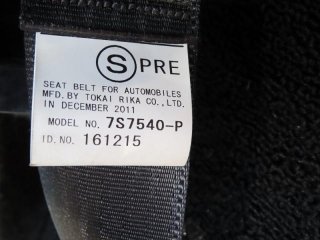 Ⓢ PRE
SEAT BELT FOR AUTOMOBILES
MFD.BY TOKAI RIKA CO.,LTD.
IN DECEMBER 2011
MODEL NO. 7S7540-P
ID.NO. 161215